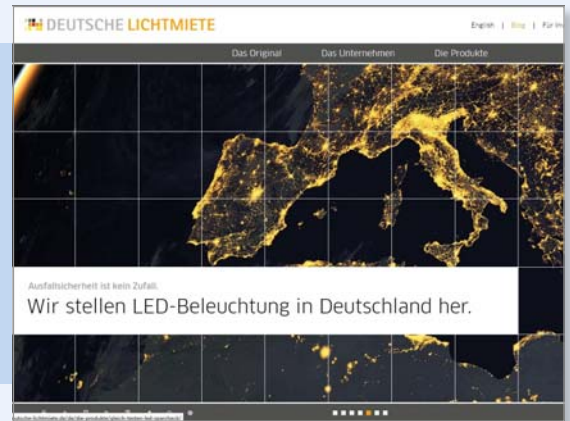 DEUTSCHE LICHTMIETE
English | Blog | Für
Das Original Das Unternehmen Die Produkte
Ausfallsicherheit ist kein Zufall.
Wir stellen LED-Beleuchtung in Deutschland her.